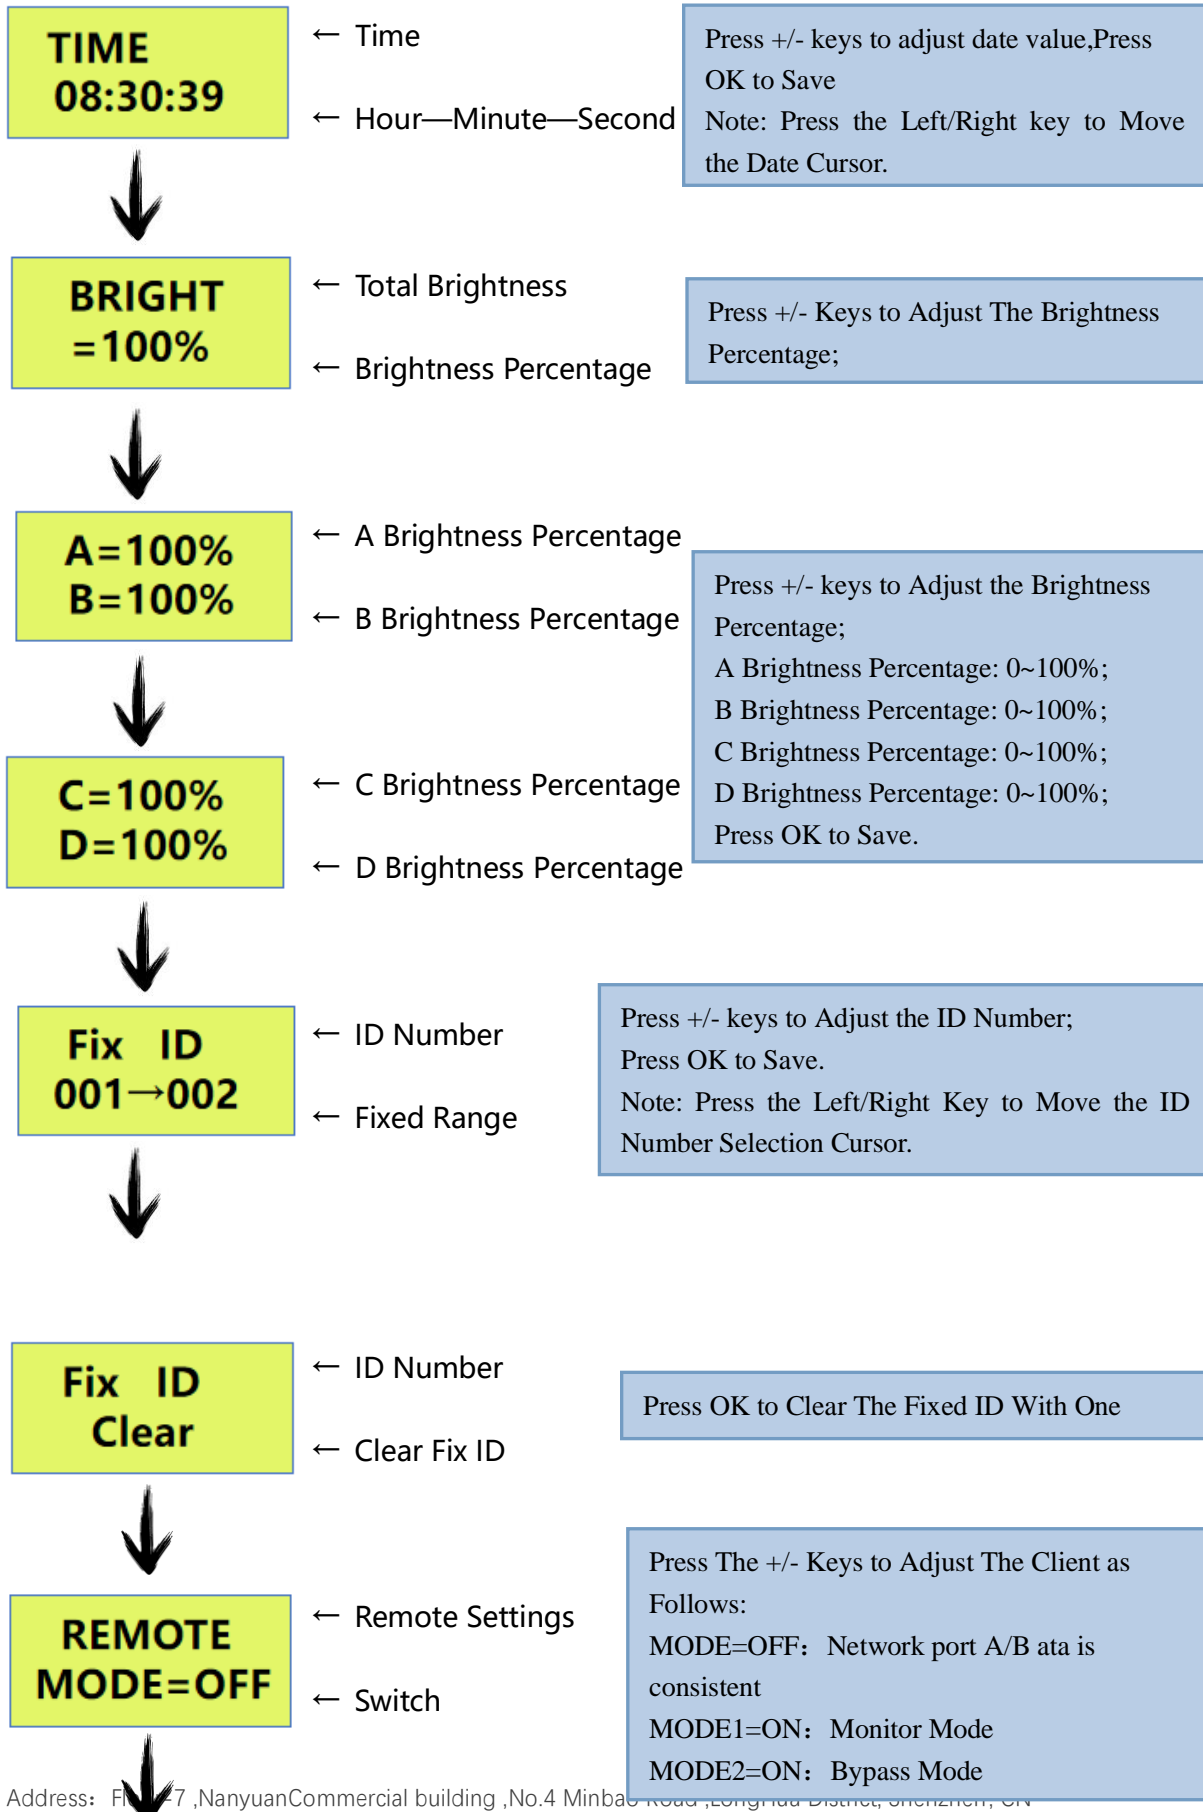 TIME
08:30:39
← Time
← Hour—Minute—Second
Press +/- keys to adjust date value,Press
OK to Save
Note: Press the Left/Right key to Move
the Date Cursor.
BRIGHT
=100%
← Total Brightness
← Brightness Percentage
Press +/- Keys to Adjust The Brightness
Percentage;
A=100%
B=100%
← A Brightness Percentage
← B Brightness Percentage
Press +/- keys to Adjust the Brightness
Percentage;
A Brightness Percentage: 0~100%;
B Brightness Percentage: 0~100%;
C Brightness Percentage: 0~100%;
D Brightness Percentage: 0~100%;
Press OK to Save.
C=100%
D=100%
← C Brightness Percentage
← D Brightness Percentage
Fix ID
001→002
← ID Number
← Fixed Range
Press +/- keys to Adjust the ID Number;
Press OK to Save.
Note: Press the Left/Right Key to Move the ID
Number Selection Cursor.
Fix ID
Clear
← ID Number
← Clear Fix ID
Press OK to Clear The Fixed ID With One
REMOTE
MODE=OFF
← Remote Settings
← Switch
Press The +/- Keys to Adjust The Client as
Follows:
MODE=OFF：Network port A/B ata is
consistent
MODE1=ON：Monitor Mode
MODE2=ON：Bypass Mode
Address: 7 ,NanyuanCommercial building ,No.4 Minbao Road ,LongHua District, Shenzhen, CN